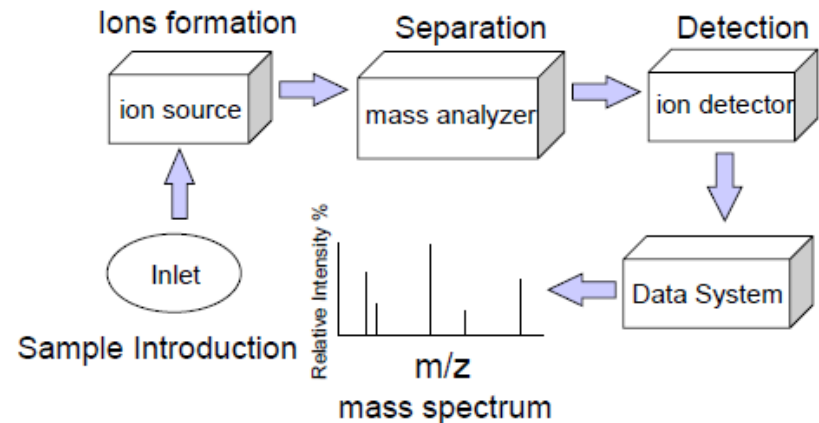 Ions formation
Separation
Detection
ion source
mass analyzer
ion detector
Inlet
Relative Intensity %
Data System
Sample Introduction
m/z
mass spectrum